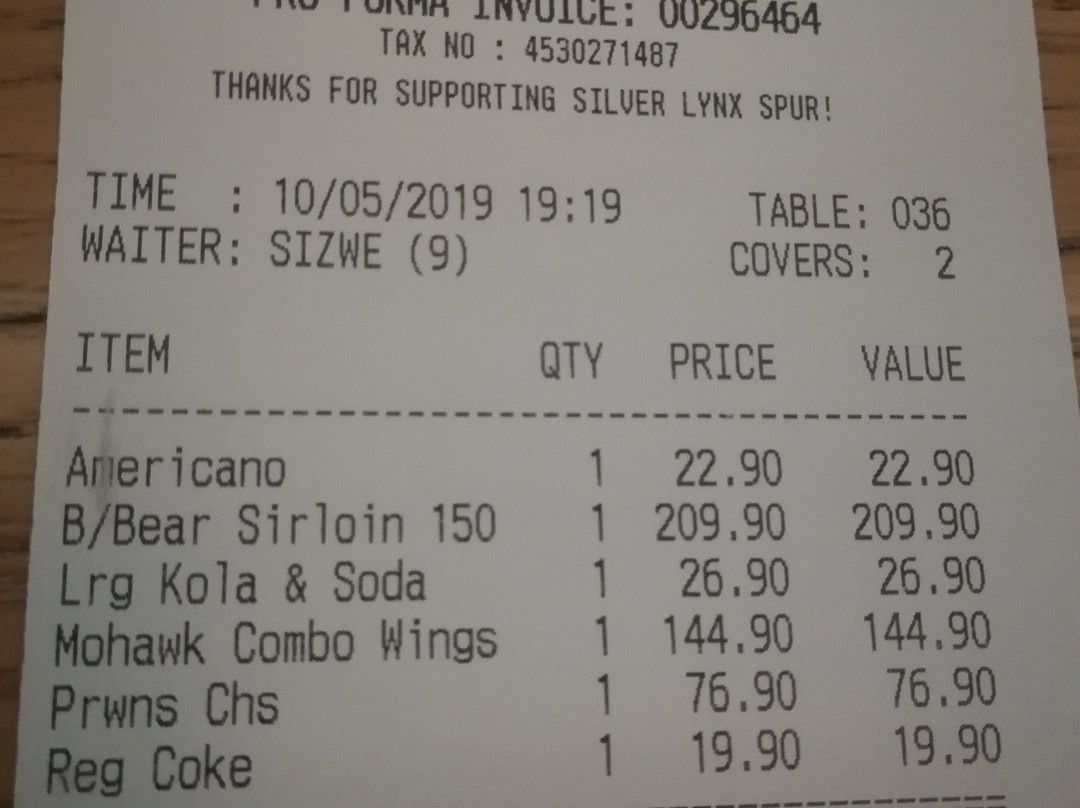 PRO FORMA INVOICE: 00296464
TAX NO : 4530271487
THANKS FOR SUPPORTING SILVER LYNX SPUR!
TIME : 10/05/2019 19:19 TABLE: 036
WAITER: SIZWE (9) COVERS: 2
ITEM QTY PRICE VALUE
Americano 1 22.90 22.90
B/Bear Sirloin 150 1 209.90 209.90
Lrg Kola & Soda 1 26.90 26.90
Mohawk Combo Wings 1 144.90 144.90
Prwns Chs 1 76.90 76.90
Reg Coke 1 19.90 19.90